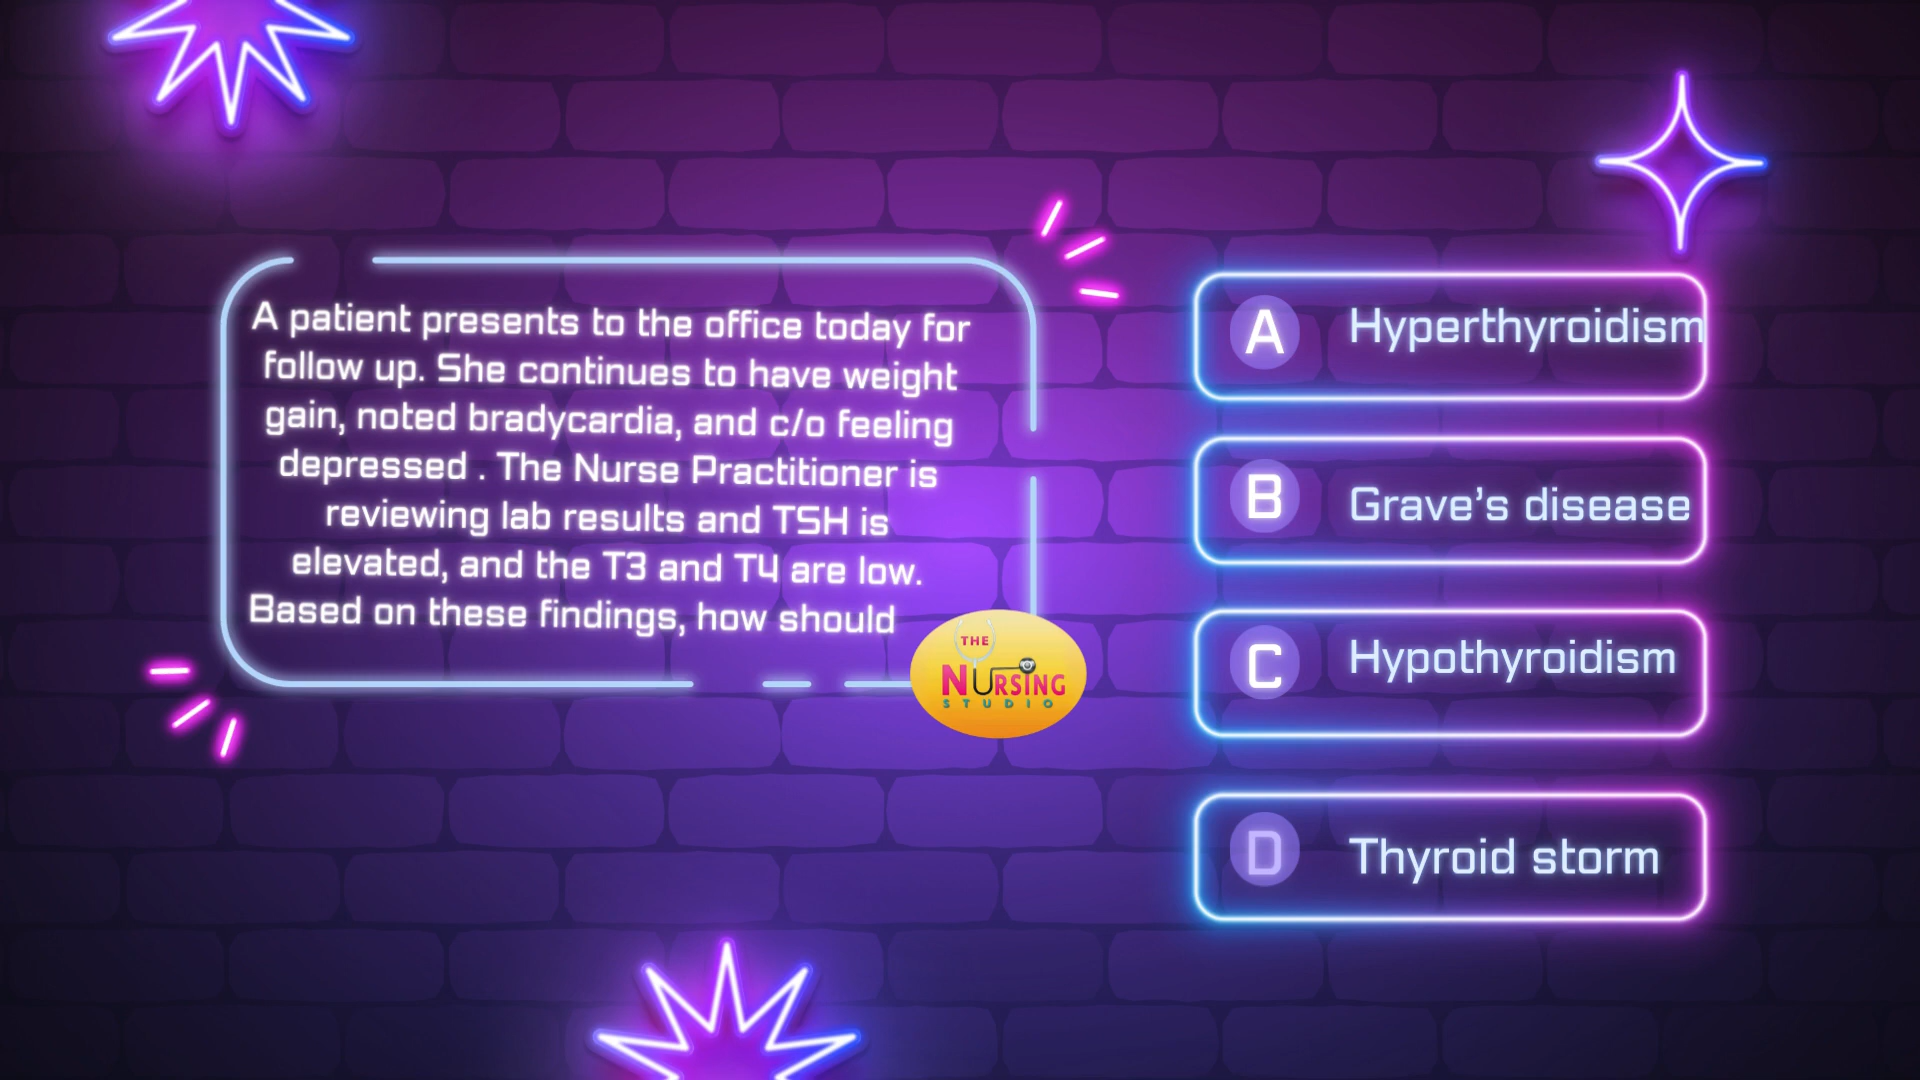 A patient presents to the office today for
follow up. She continues to have weight
gain, noted bradycardia, and c/o feeling
depressed . The Nurse Practitioner is
reviewing lab results and TSH is
elevated, and the T3 and T4 are low.
Based on these findings, how should
THE
NURSING
STUDIO
A Hyperthyroidism
B Grave's disease
C Hypothyroidism
D Thyroid storm